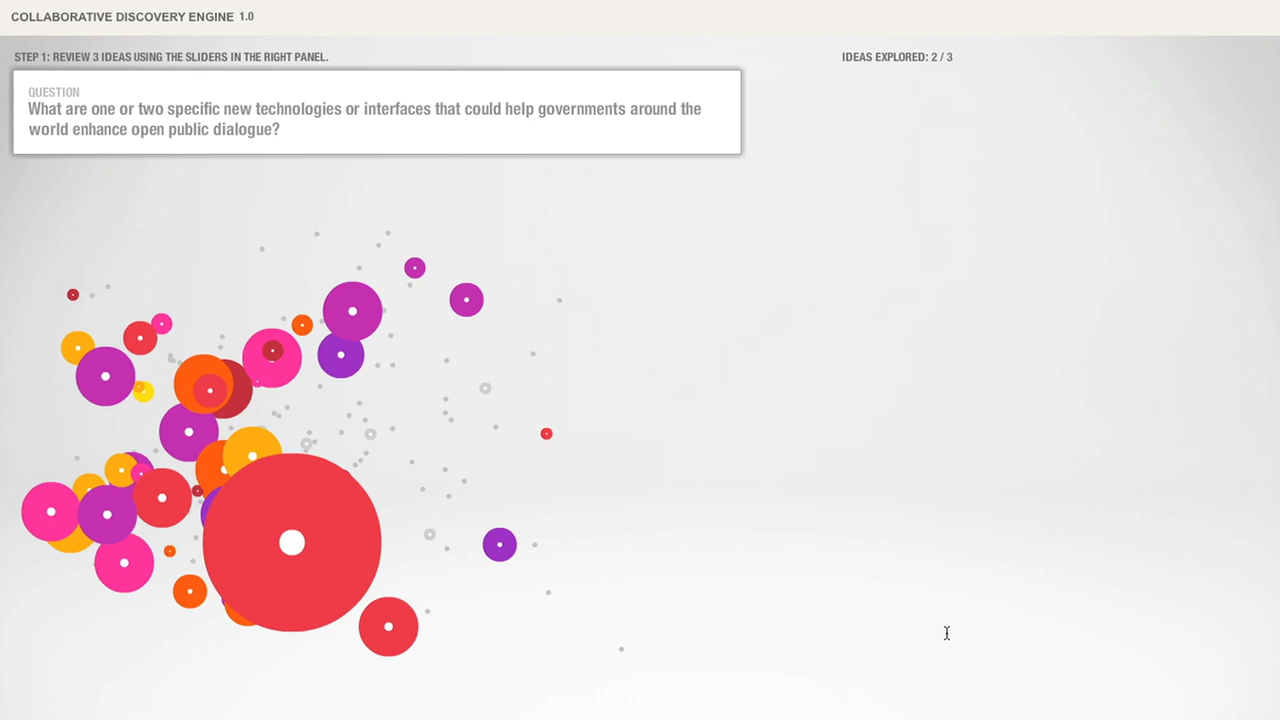 COLLABORATIVE DISCOVERY ENGINE 1.0
STEP 1: REVIEW 3 IDEAS USING THE SLIDERS IN THE RIGHT PANEL.
IDEAS EXPLORED: 2 / 3
QUESTION
What are one or two specific new technologies or interfaces that could help governments around the
world enhance open public dialogue?